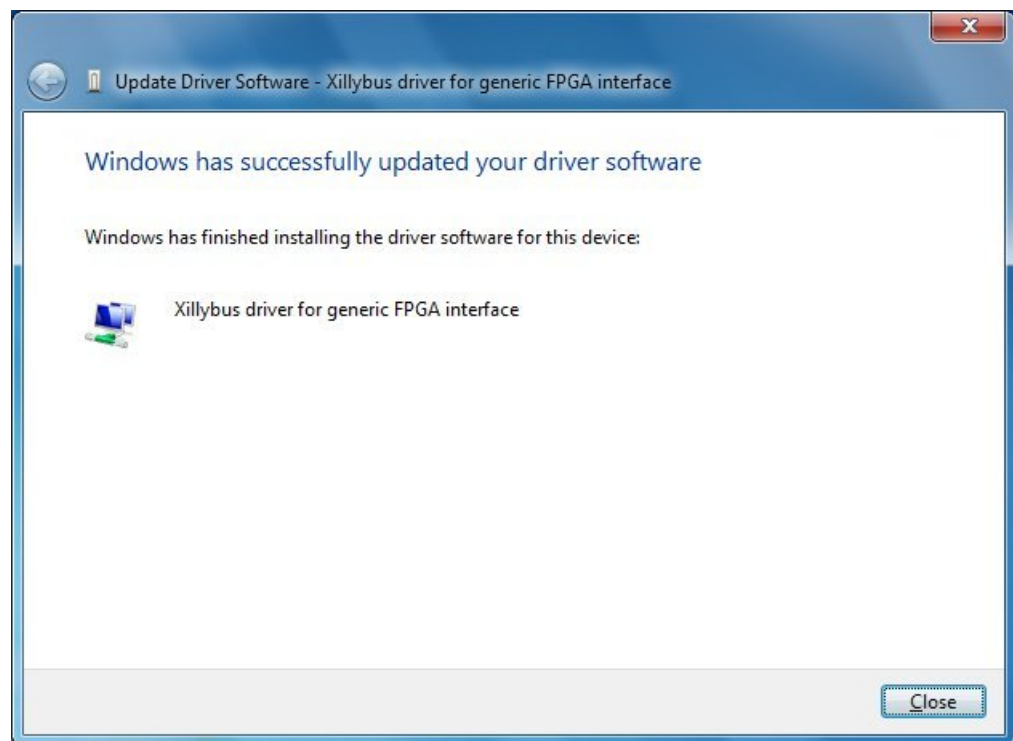 Update Driver Software - Xillybus driver for generic FPGA interface
Windows has successfully updated your driver software
Windows has finished installing the driver software for this device:
Xillybus driver for generic FPGA interface
Close